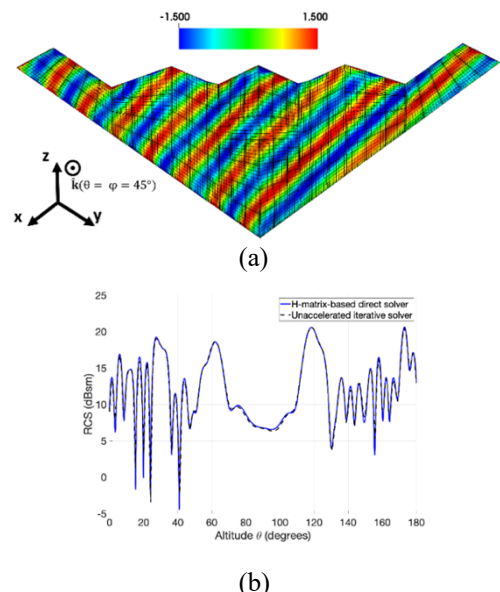 -1.500 1.500
z
k̂(θ = φ = 45°)
x y
(a)
25
20
15
10
5
0
-5
RCS (dBsm)
H-matrix-based direct solver
Unaccelerated iterative solver
0 20 40 60 80 100 120 140 160 180
Altitude θ (degrees)
(b)